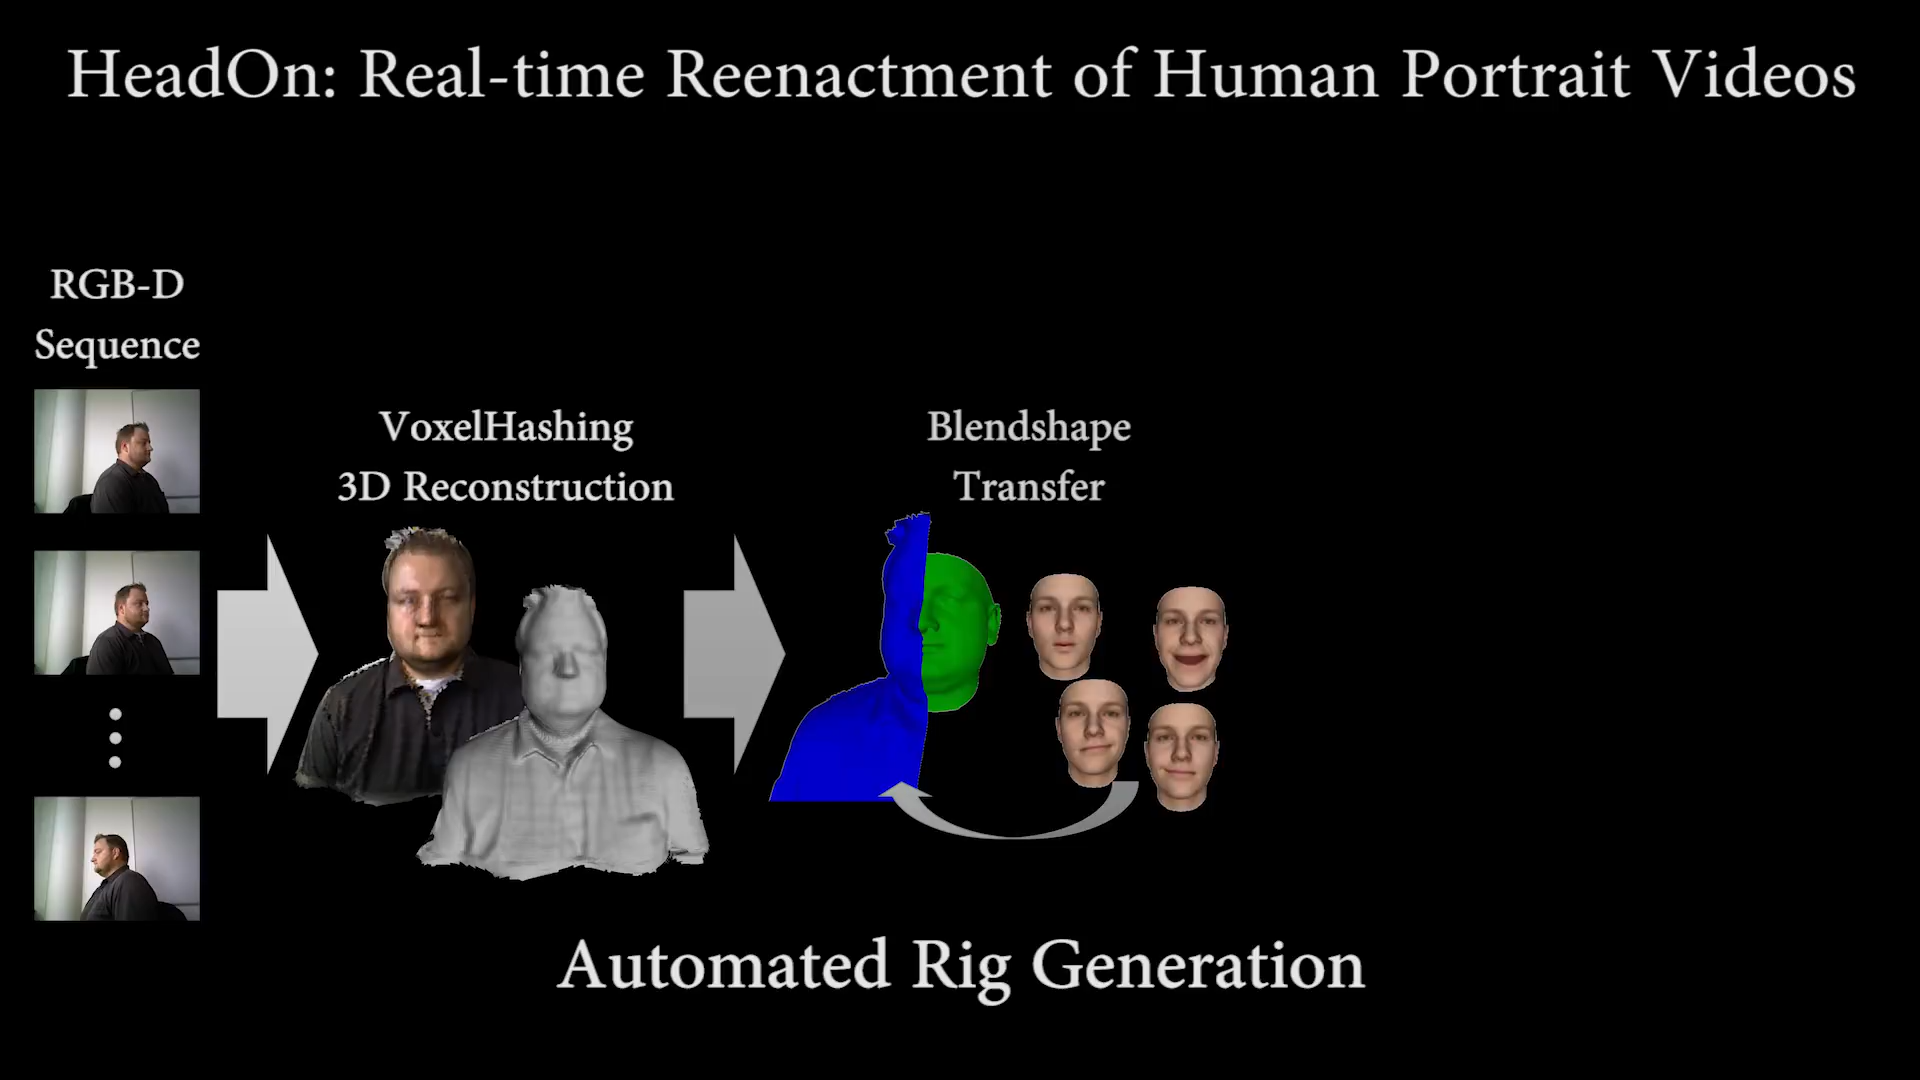 HeadOn: Real-time Reenactment of Human Portrait Videos
RGB-D
Sequence
VoxelHashing
3D Reconstruction
Blendshape
Transfer
Automated Rig Generation